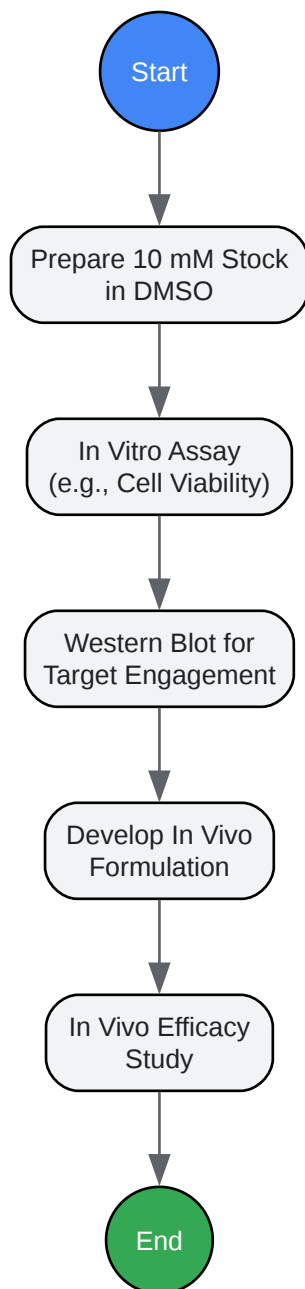 Start
Prepare 10 mM Stock
in DMSO
In Vitro Assay
(e.g., Cell Viability)
Western Blot for
Target Engagement
Develop In Vivo
Formulation
In Vivo Efficacy
Study
End